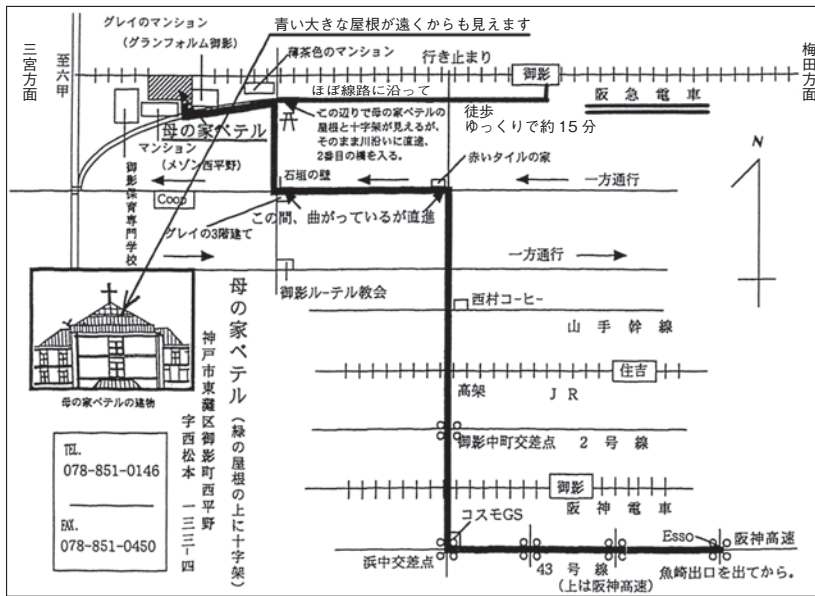 グレイのマンション
(グランフォルム御影)
青い大きな屋根が遠くからも見えます
三宮方面
至六甲
薄茶色のマンション
行き止まり
御影
梅田方面
ほぼ線路に沿って
阪急電車
母の家ベテル
マンション
(メゾン西平野)
御影保育専門学校
この辺りで母の家ベテルの
屋根と十字架が見えるが、
そのまま川沿いに直進、
2番目の橋を入る。
徒歩
ゆっくりで約15分
赤いタイルの家
N
石垣の壁
一方通行
Coop
この間、曲がっているが直進
グレイの3階建て
一方通行
御影ルーテル教会
西村コーヒー
山手幹線
母の家ベテルの建物
母の家ベテル(緑の屋根の上に十字架)
神戸市東灘区御影町西平野
字西松本 一三三ー四
住吉
高架
JR
御影中町交差点
2号線
TEL.
078-851-0146
FAX.
078-851-0450
御影
阪神電車
コスモGS
Esso
阪神高速
浜中交差点
43号線
(上は阪神高速)
魚崎出口を出てから。